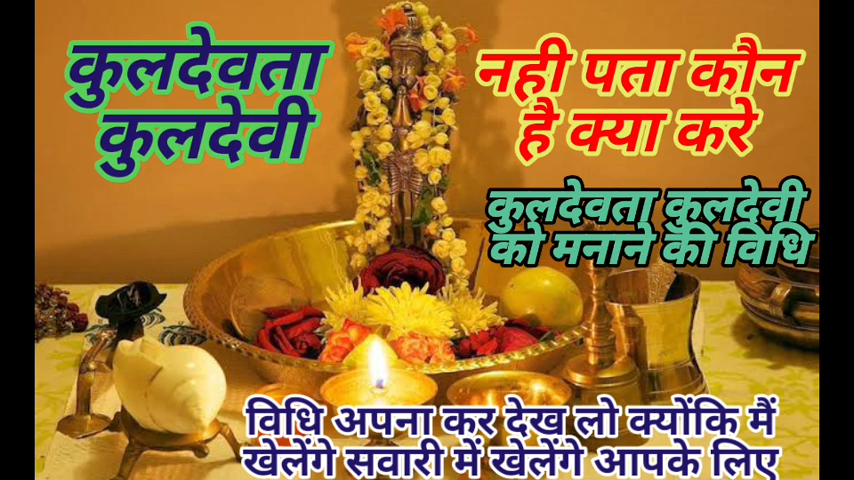 कुलदेवता
कुलदेवी
नही पता कौन
है क्या करे
कुलदेवता कुलदेवी
को मनाने की विधि
विधि अपना कर देख लो क्योंकि मैं
खेलेंगे सवारी में खेलेंगे आपके लिए